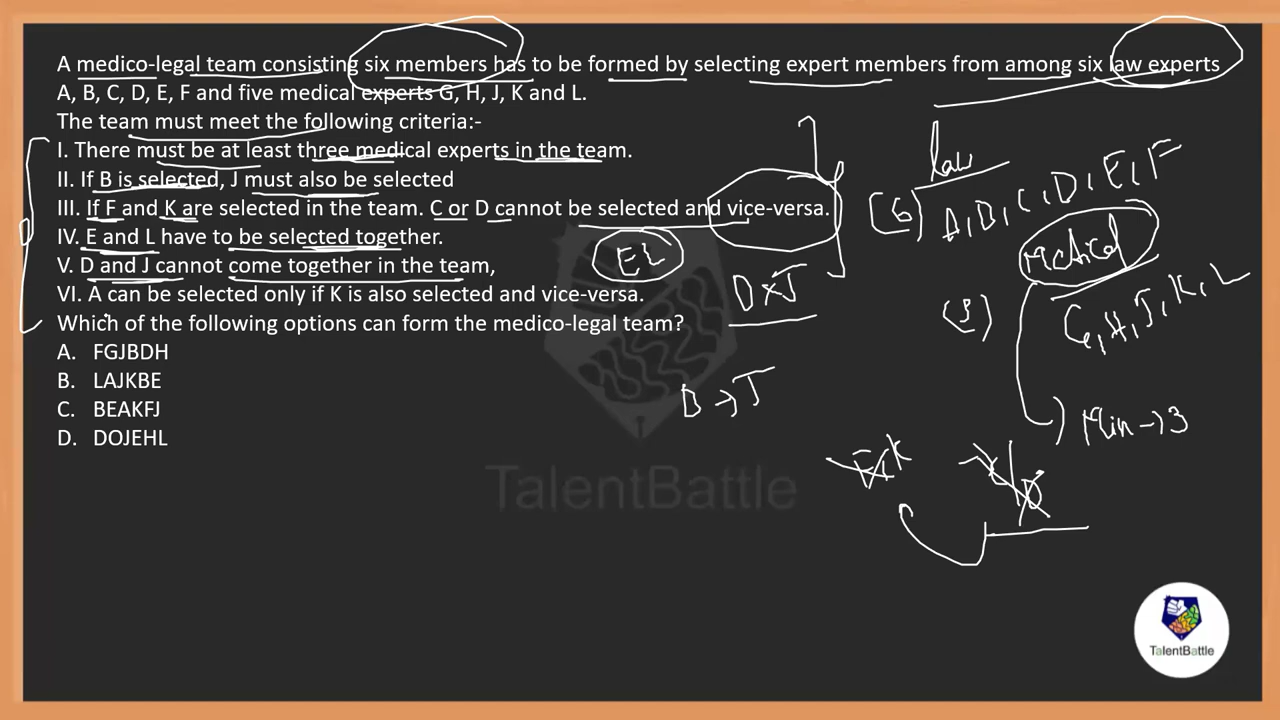 A medico-legal team consisting six members has to be formed by selecting expert members from among six law experts
A, B, C, D, E, F and five medical experts G, H, J, K and L.
The team must meet the following criteria:-
I. There must be at least three medical experts in the team.
II. If B is selected, J must also be selected
III. If F and K are selected in the team. C or D cannot be selected and vice-versa.
IV. E and L have to be selected together.
V. D and J cannot come together in the team,
VI. A can be selected only if K is also selected and vice-versa.
Which of the following options can form the medico-legal team?
A. FGJBDH
B. LAJKBE
C. BEAKFJ
D. DOJEHL
law
(6) A, B, C, D, E, F
Medical
(5) G, H, J, K, L
Min → 3
EL
D × J
B → J
TalentBattle
TalentBattle